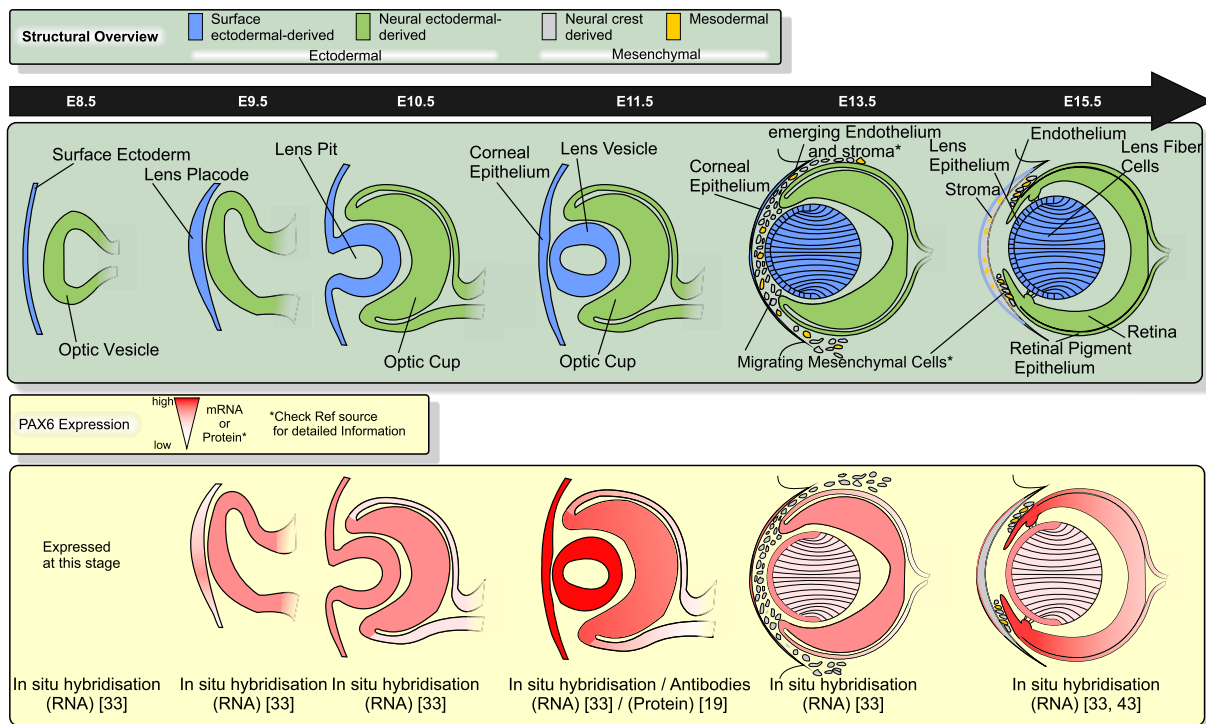 Structural Overview
Surface
ectodermal-derived
Neural ectodermal-
derived
Ectodermal
Neural crest
derived
Mesodermal
Mesenchymal
E8.5
E9.5
E10.5
E11.5
E13.5
E15.5
Surface Ectoderm
Optic Vesicle
Lens Placode
Lens Pit
Optic Cup
Corneal
Epithelium
Lens Vesicle
Optic Cup
emerging Endothelium
and stroma*
Corneal
Epithelium
Migrating Mesenchymal Cells*
Endothelium
Lens
Epithelium
Lens Fiber
Cells
Stroma
Retina
Retinal Pigment
Epithelium
PAX6 Expression
high
low
mRNA
or
Protein*
*Check Ref source
for detailed Information
Expressed
at this stage
In situ hybridisation
(RNA) [33]
In situ hybridisation
(RNA) [33]
In situ hybridisation
(RNA) [33]
In situ hybridisation / Antibodies
(RNA) [33] / (Protein) [19]
In situ hybridisation
(RNA) [33]
In situ hybridisation
(RNA) [33, 43]